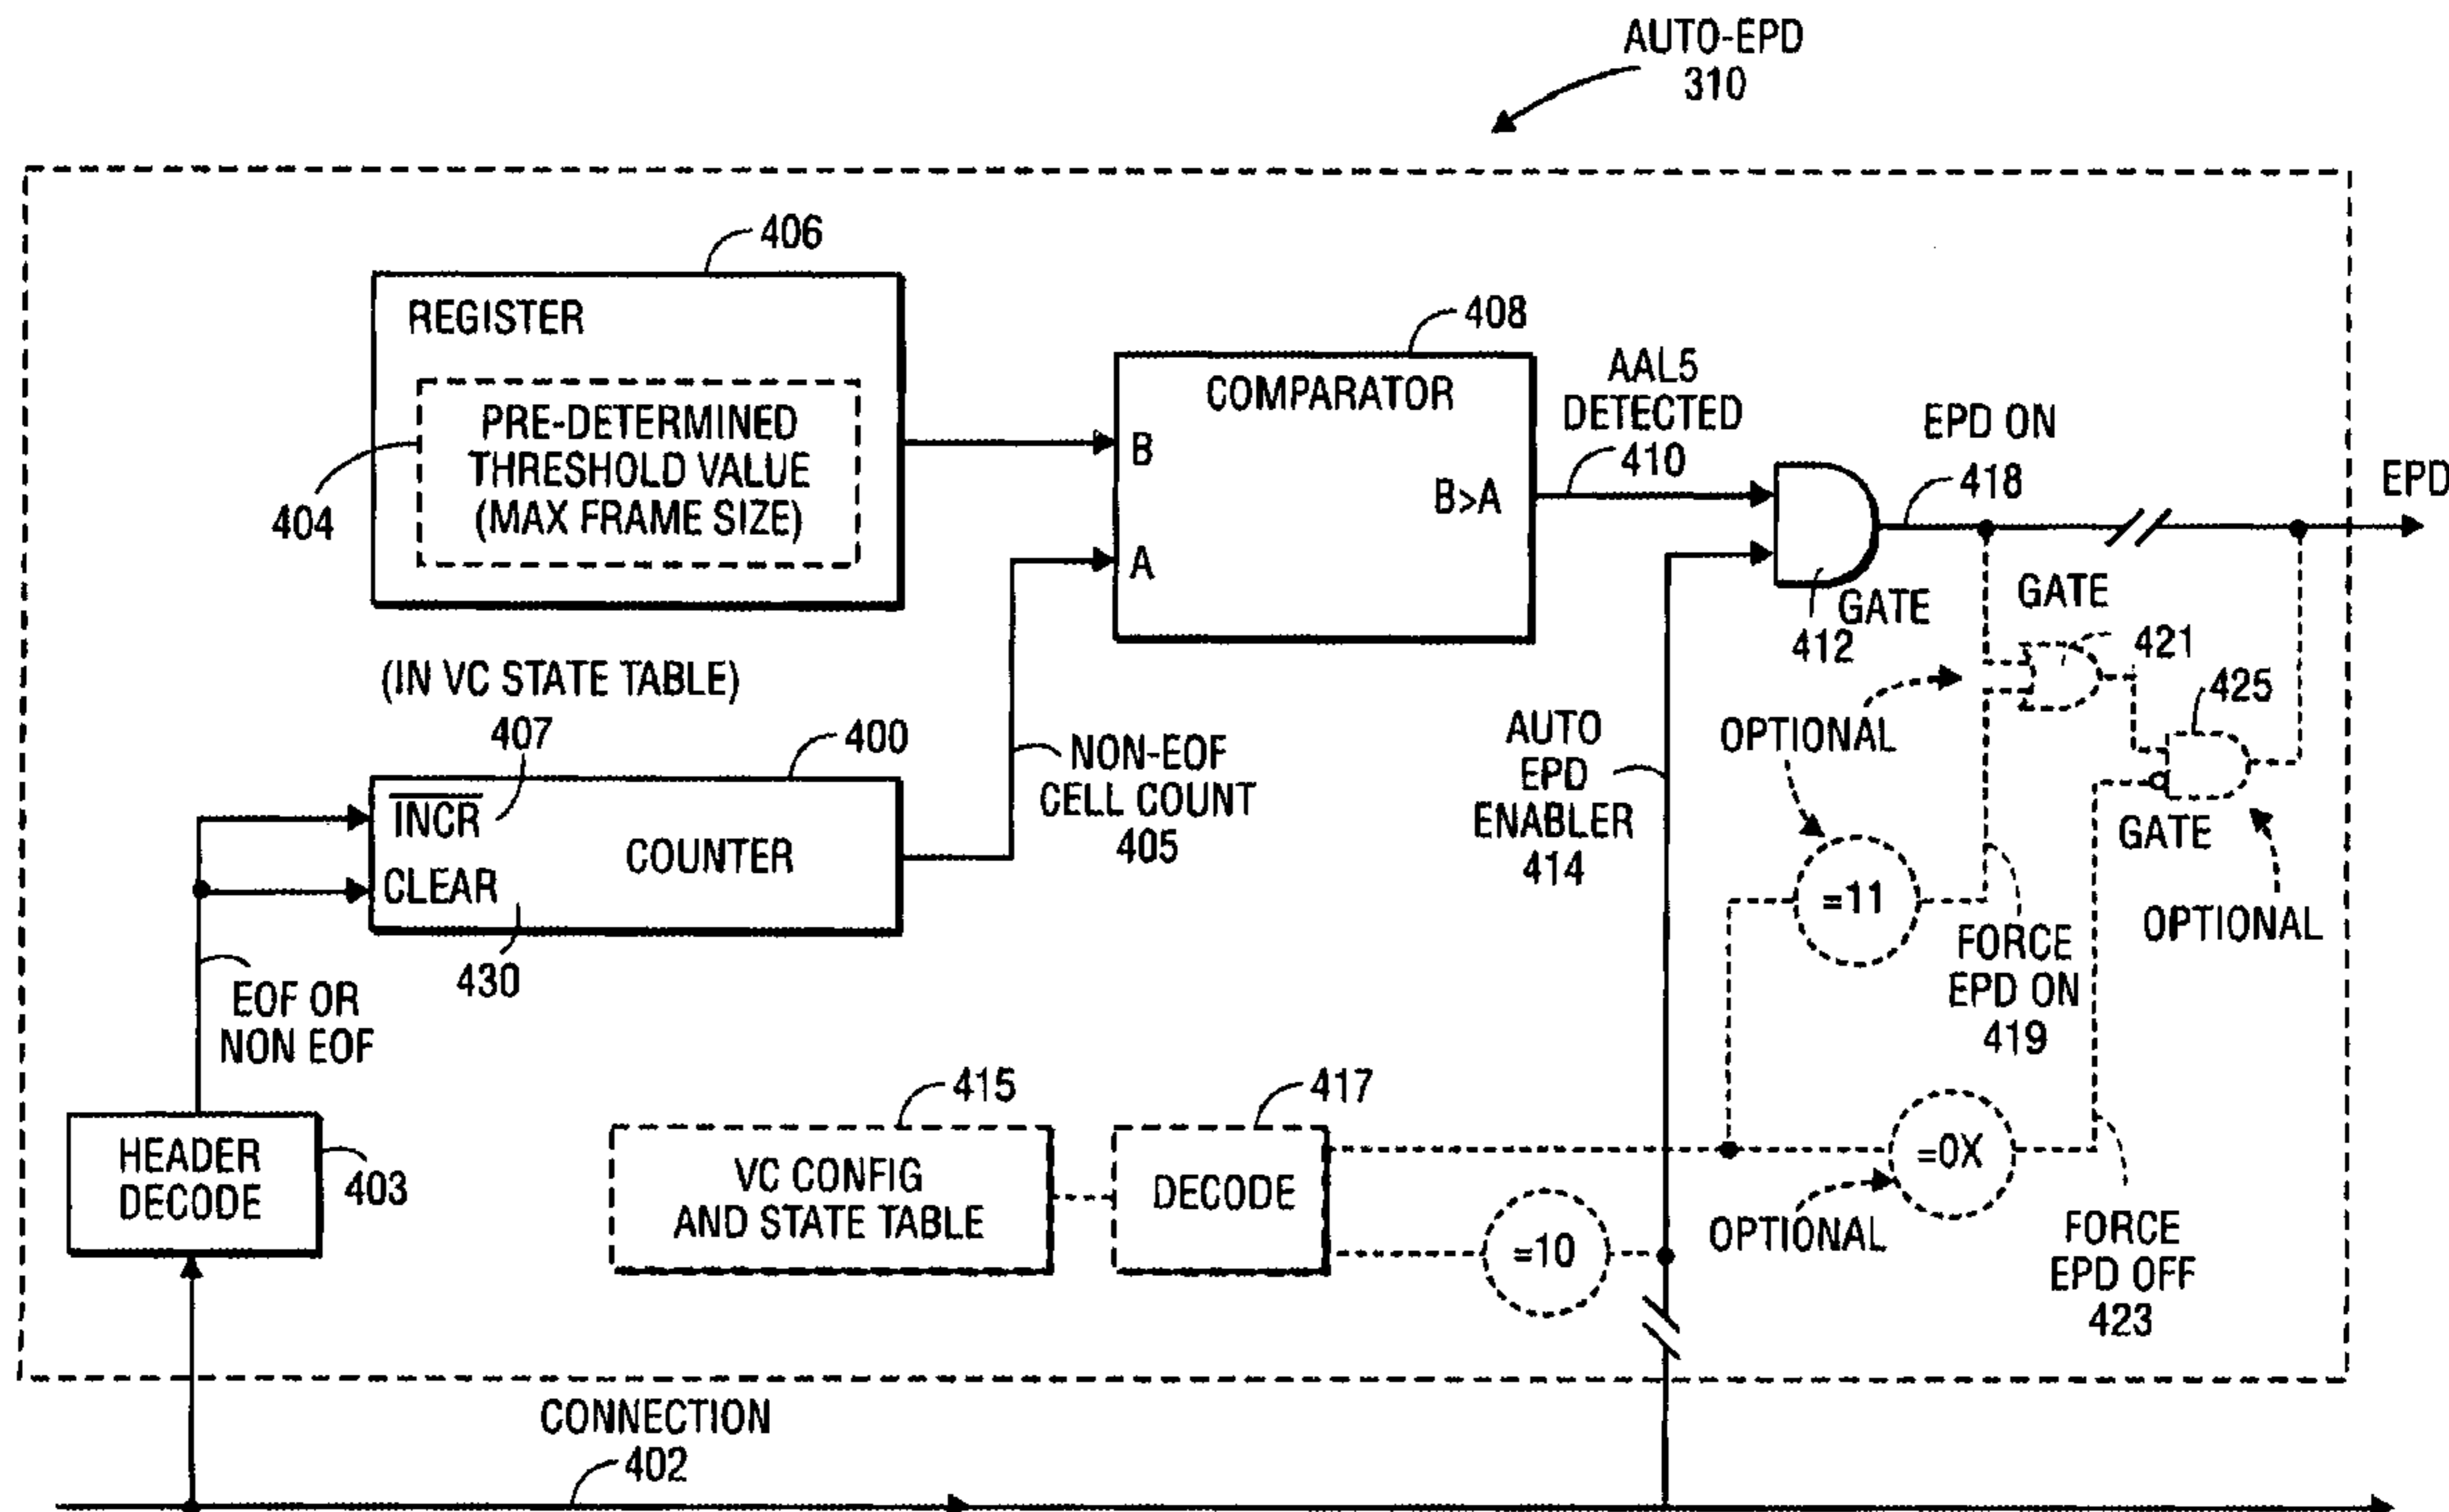 AUTO-EPD
310
406
REGISTER
PRE-DETERMINED
THRESHOLD VALUE
(MAX FRAME SIZE)
404
408
COMPARATOR
B
A
B>A
AAL5
DETECTED
410
EPD ON
418
EPD
GATE
412
GATE
421
425
GATE
OPTIONAL
OPTIONAL
(IN VC STATE TABLE)
407
400
INCR
CLEAR
COUNTER
430
NON-EOF
CELL COUNT
405
AUTO
EPD
ENABLER
414
=11
FORCE
EPD ON
419
EOF OR
NON EOF
HEADER
DECODE
403
415
VC CONFIG
AND STATE TABLE
417
DECODE
=10
=0X
OPTIONAL
FORCE
EPD OFF
423
CONNECTION
402